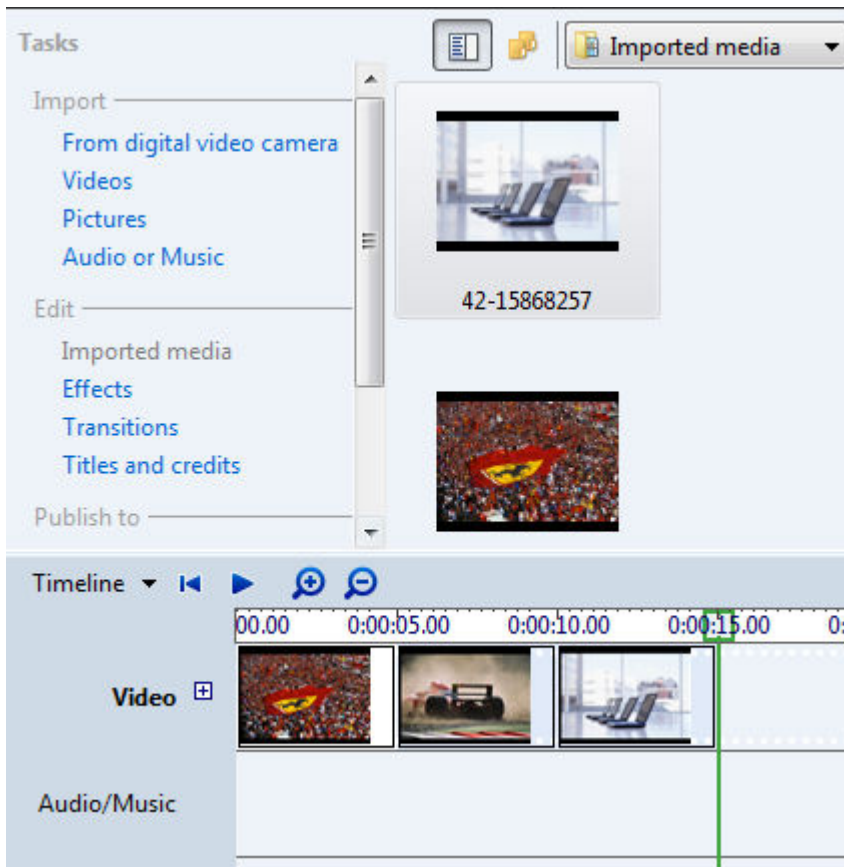 Tasks
Imported media
Import
From digital video camera
Videos
Pictures
Audio or Music
42-15868257
Edit
Imported media
Effects
Transitions
Titles and credits
Publish to
Timeline
00.00 0:00:05.00 0:00:10.00 0:00:15.00 0:
Video
Audio/Music